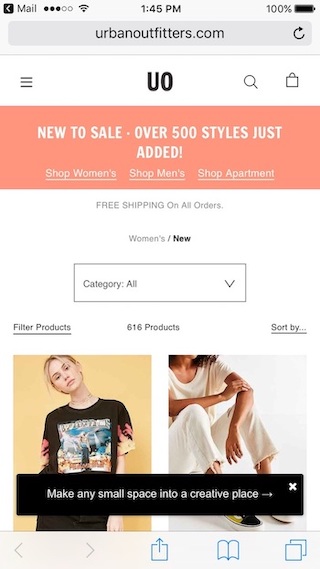 Mail 1:45 PM 100%
urbanoutfitters.com
UO
NEW TO SALE · OVER 500 STYLES JUST
ADDED!
Shop Women's Shop Men's Shop Apartment
FREE SHIPPING On All Orders.
Women's / New
Category: All
Filter Products 616 Products Sort by...
Make any small space into a creative place →